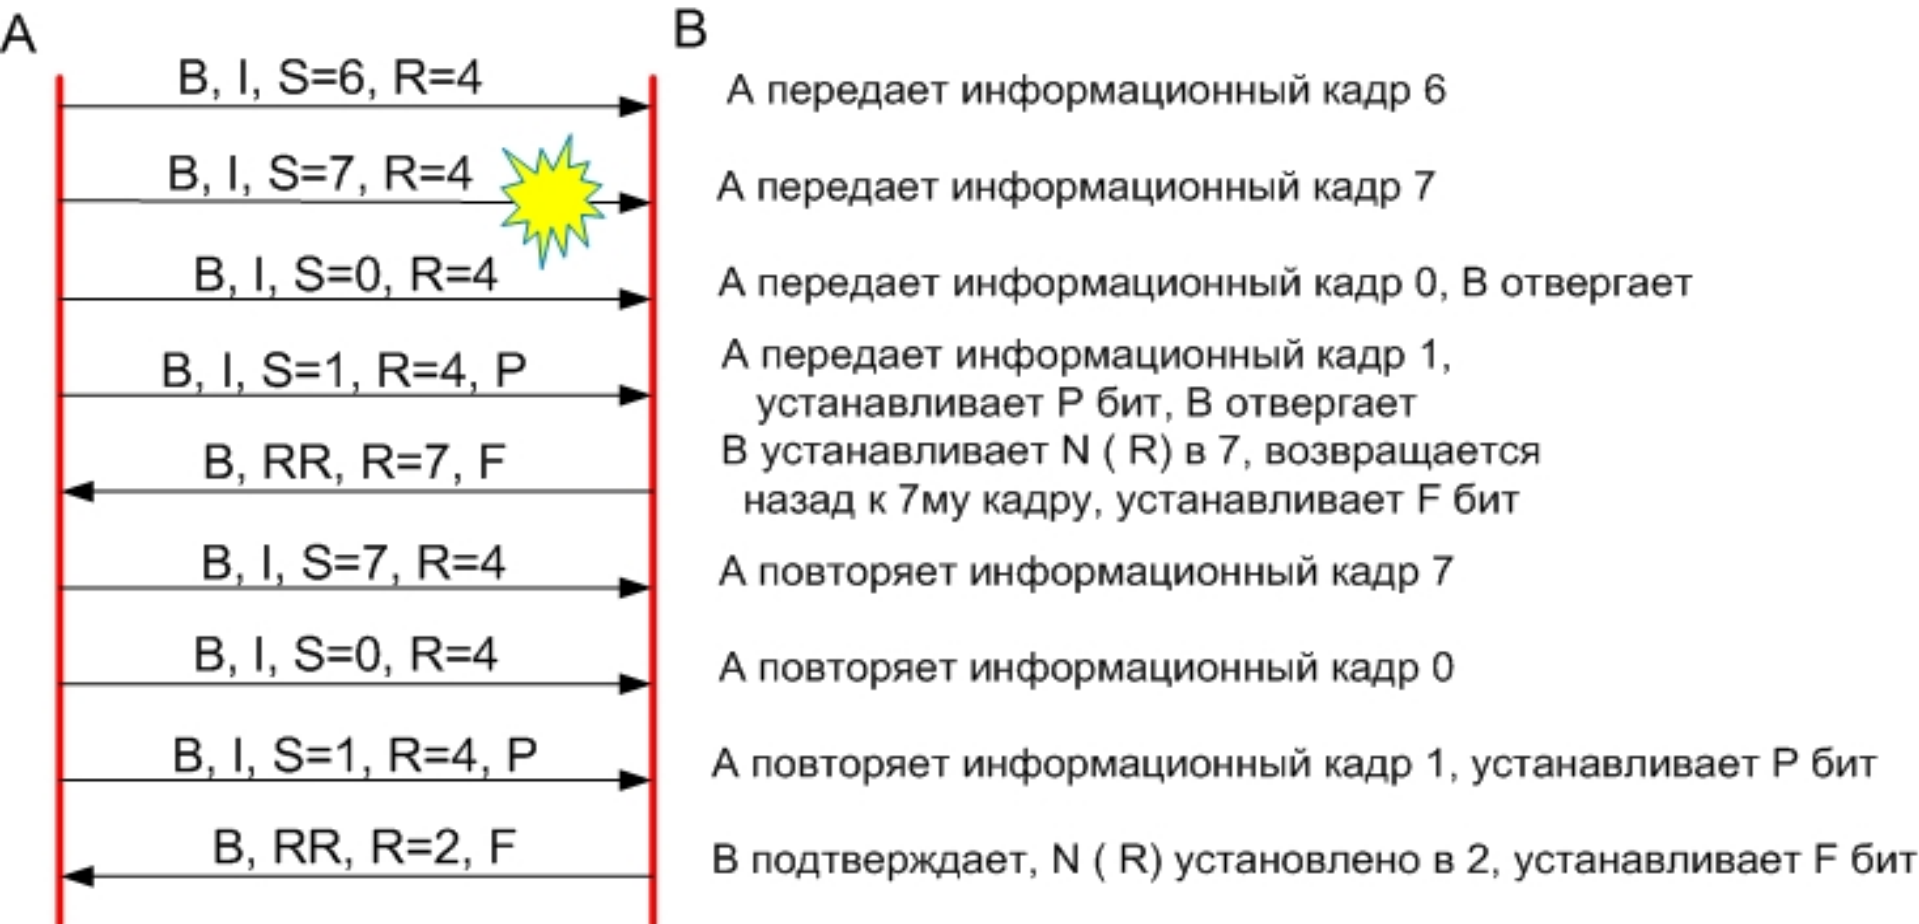 А
В
B, I, S=6, R=4
А передает информационный кадр 6
B, I, S=7, R=4
А передает информационный кадр 7
B, I, S=0, R=4
А передает информационный кадр 0, В отвергает
B, I, S=1, R=4, P
А передает информационный кадр 1,
устанавливает Р бит, В отвергает
B, RR, R=7, F
В устанавливает N ( R) в 7, возвращается
назад к 7му кадру, устанавливает F бит
B, I, S=7, R=4
А повторяет информационный кадр 7
B, I, S=0, R=4
А повторяет информационный кадр 0
B, I, S=1, R=4, P
А повторяет информационный кадр 1, устанавливает Р бит
B, RR, R=2, F
В подтверждает, N ( R) установлено в 2, устанавливает F бит